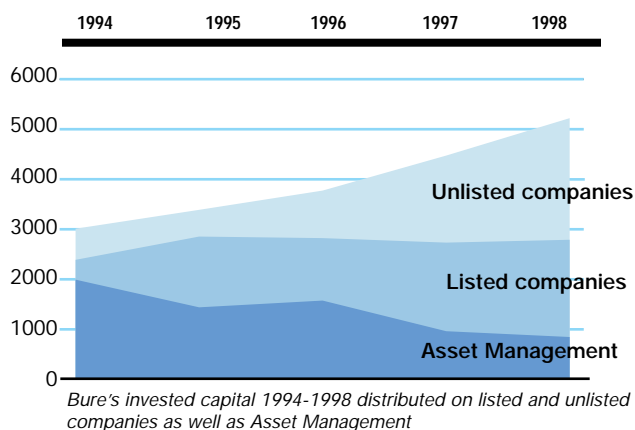 1994 1995 1996 1997 1998
6000
5000
4000
Unlisted companies
3000
2000
Listed companies
1000
Asset Management
0
Bure's invested capital 1994-1998 distributed on listed and unlisted
companies as well as Asset Management